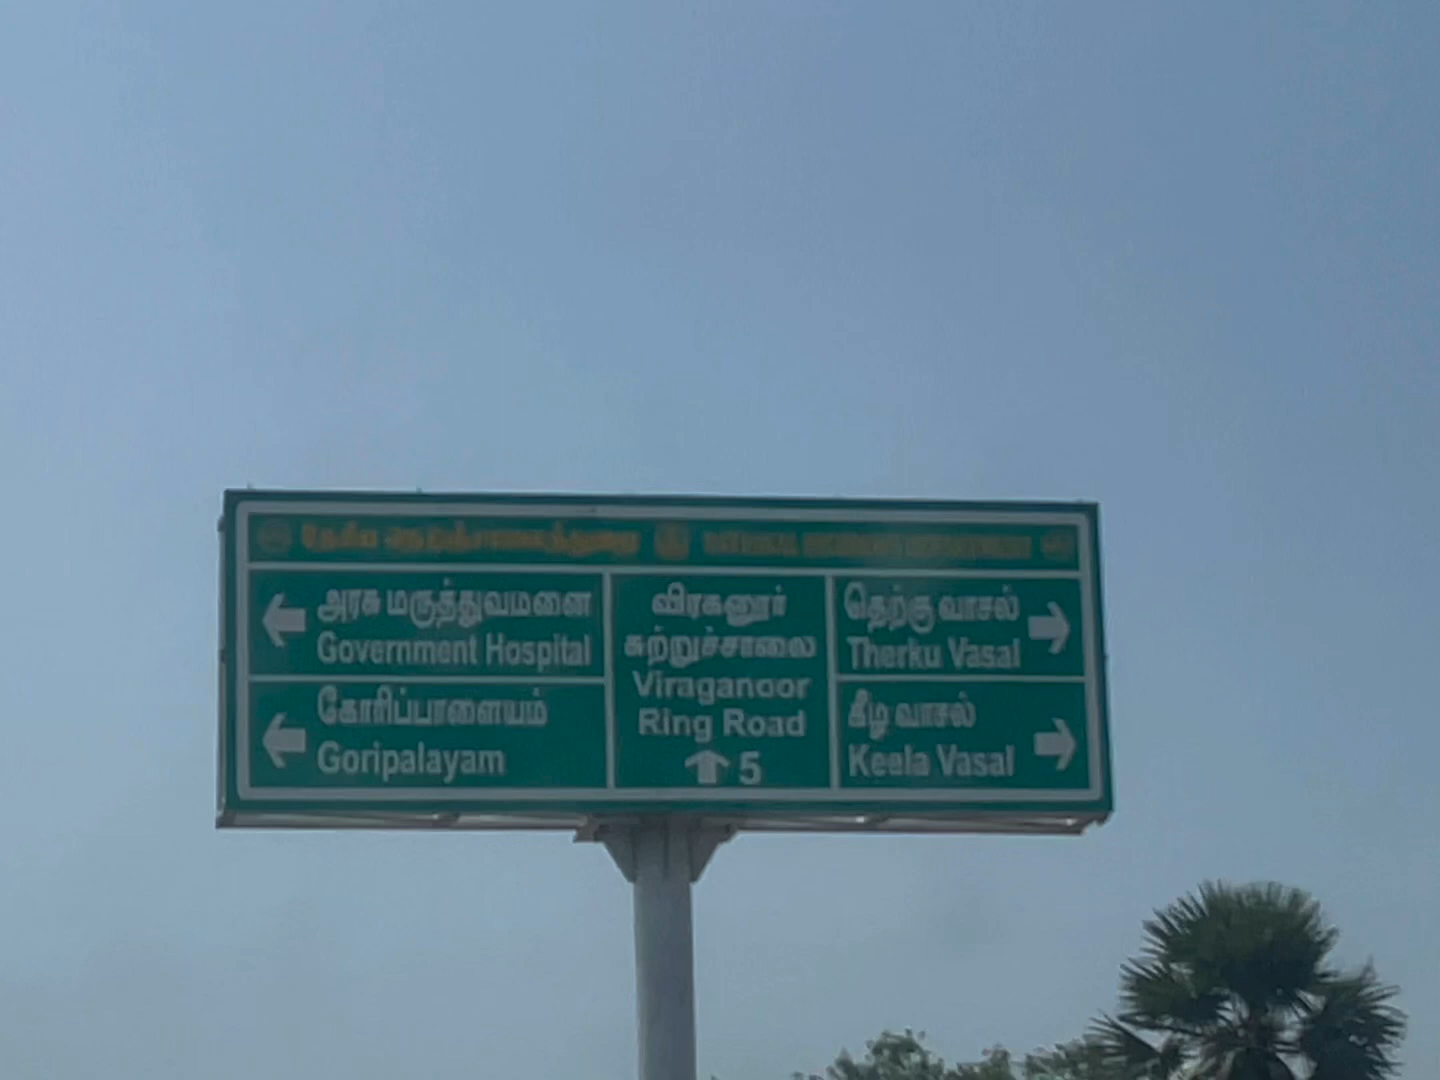 தேசிய நெடுஞ்சாலைத்துறை
அரசு மருத்துவமனை
Government Hospital
கோரிப்பாளையம்
Goripalayam
விரகனூர்
சுற்றுச்சாலை
Viraganoor
Ring Road
5
தெற்கு வாசல்
Therku Vasal
கீழ வாசல்
Keela Vasal